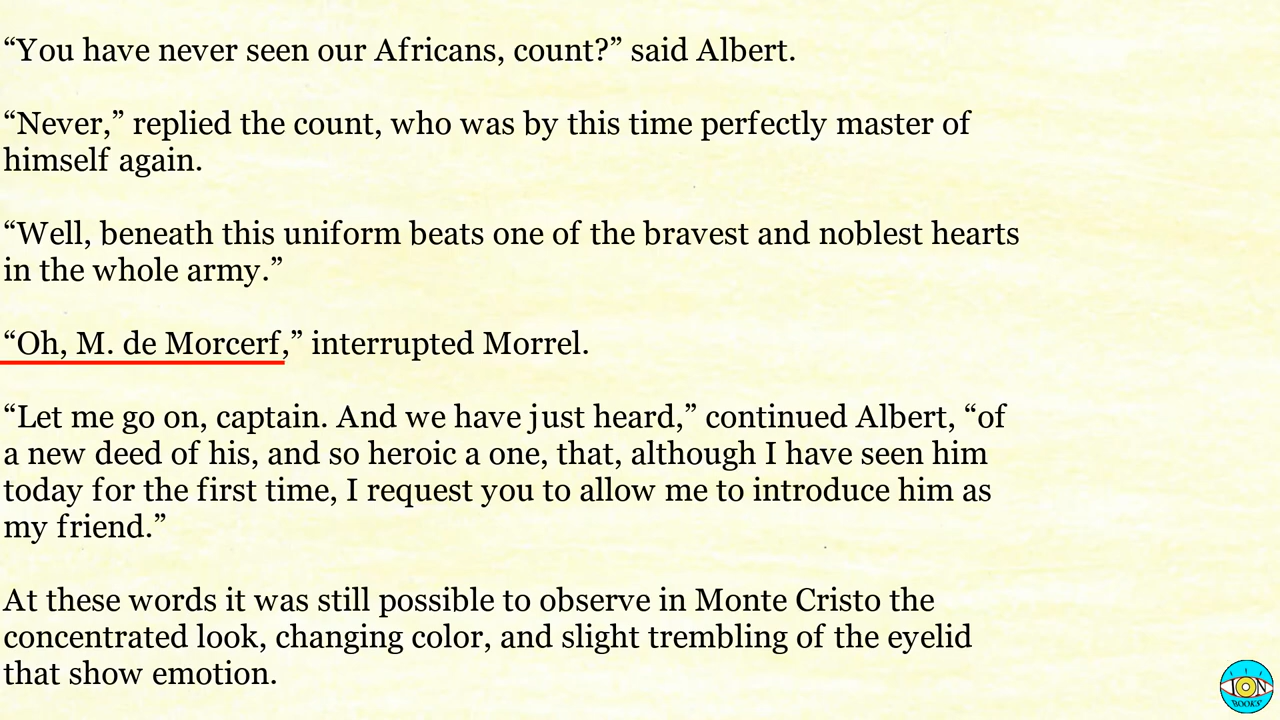 “You have never seen our Africans, count?” said Albert.
“Never,” replied the count, who was by this time perfectly master of
himself again.
“Well, beneath this uniform beats one of the bravest and noblest hearts
in the whole army.”
“Oh, M. de Morcerf,” interrupted Morrel.
“Let me go on, captain. And we have just heard,” continued Albert, “of
a new deed of his, and so heroic a one, that, although I have seen him
today for the first time, I request you to allow me to introduce him as
my friend.”
At these words it was still possible to observe in Monte Cristo the
concentrated look, changing color, and slight trembling of the eyelid
that show emotion.
ION
BOOKS